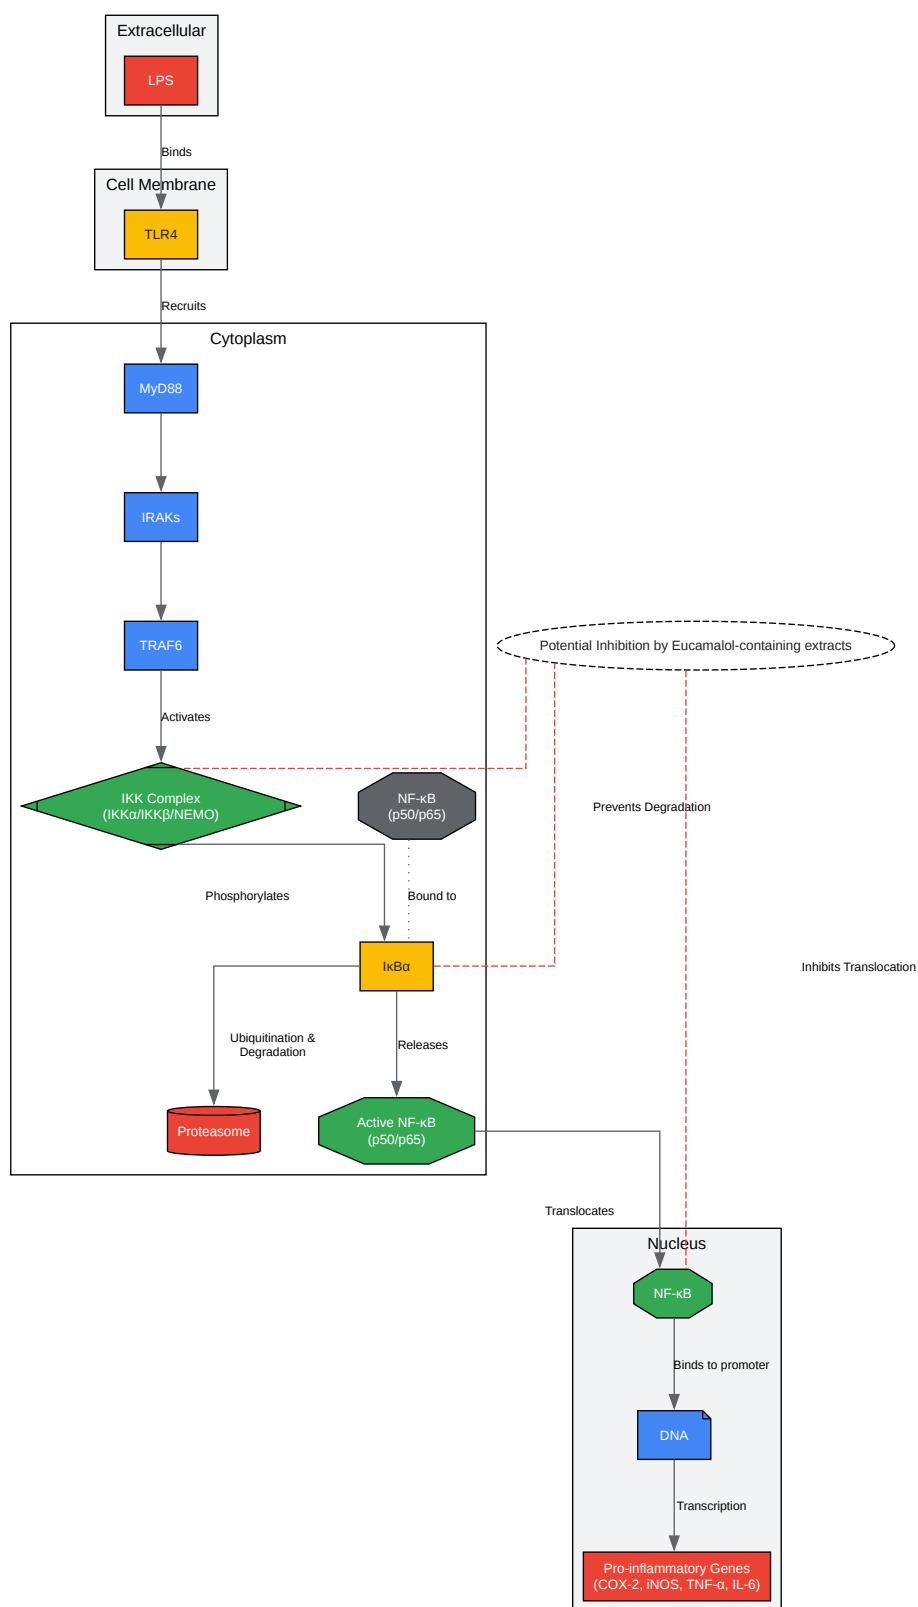 Extracellular
LPS
Binds
Cell Membrane
TLR4
Recruits
Cytoplasm
MyD88
IRAKs
TRAF6
Potential Inhibition by Eucamalol-containing extracts
Activates
IKK Complex
(IKKα/IKKβ/NEMO)
NF-κB
(p50/p65)
Prevents Degradation
Phosphorylates
Bound to
IκBα
Inhibits Translocation
Ubiquitination &
Degradation
Releases
Proteasome
Active NF-κB
(p50/p65)
Translocates
Nucleus
NF-κB
Binds to promoter
DNA
Transcription
Pro-inflammatory Genes
(COX-2, iNOS, TNF-α, IL-6)